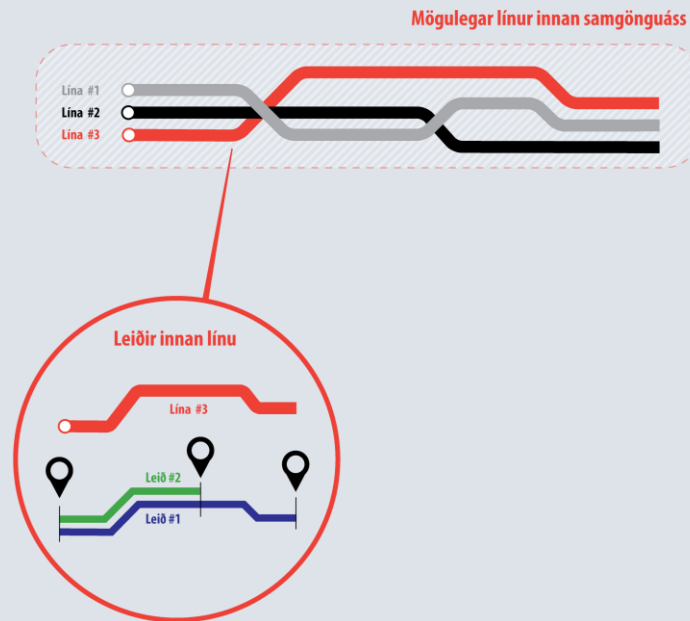 Mögulegar línur innan samgönguáss
Lína #1
Lína #2
Lína #3
Leiðir innan línu
Lína #3
Leið #2
Leið #1